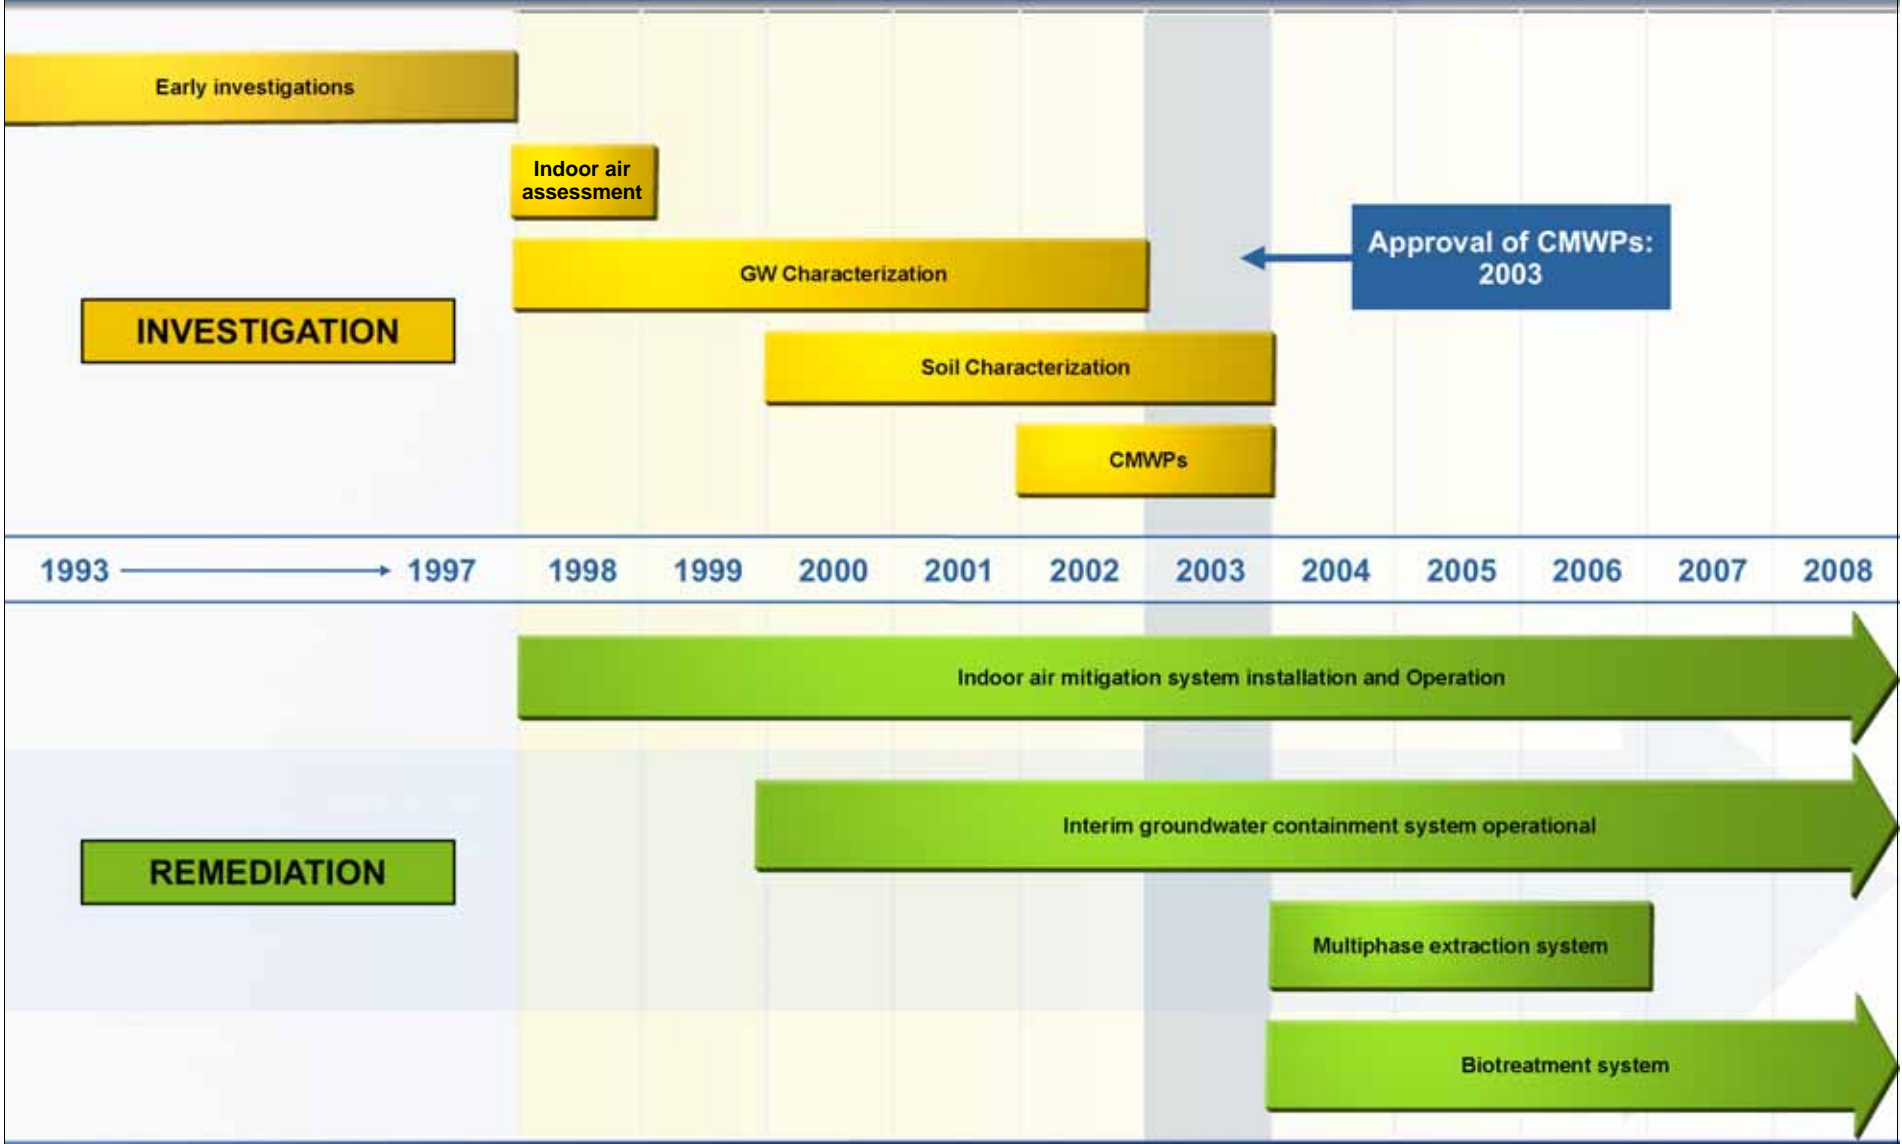 Early investigations
Indoor air
assessment
GW Characterization
Approval of CMWPs:
2003
INVESTIGATION
Soil Characterization
CMWPs
1993 1997 1998 1999 2000 2001 2002 2003 2004 2005 2006 2007 2008
Indoor air mitigation system installation and Operation
Interim groundwater containment system operational
REMEDIATION
Multiphase extraction system
Biotreatment system